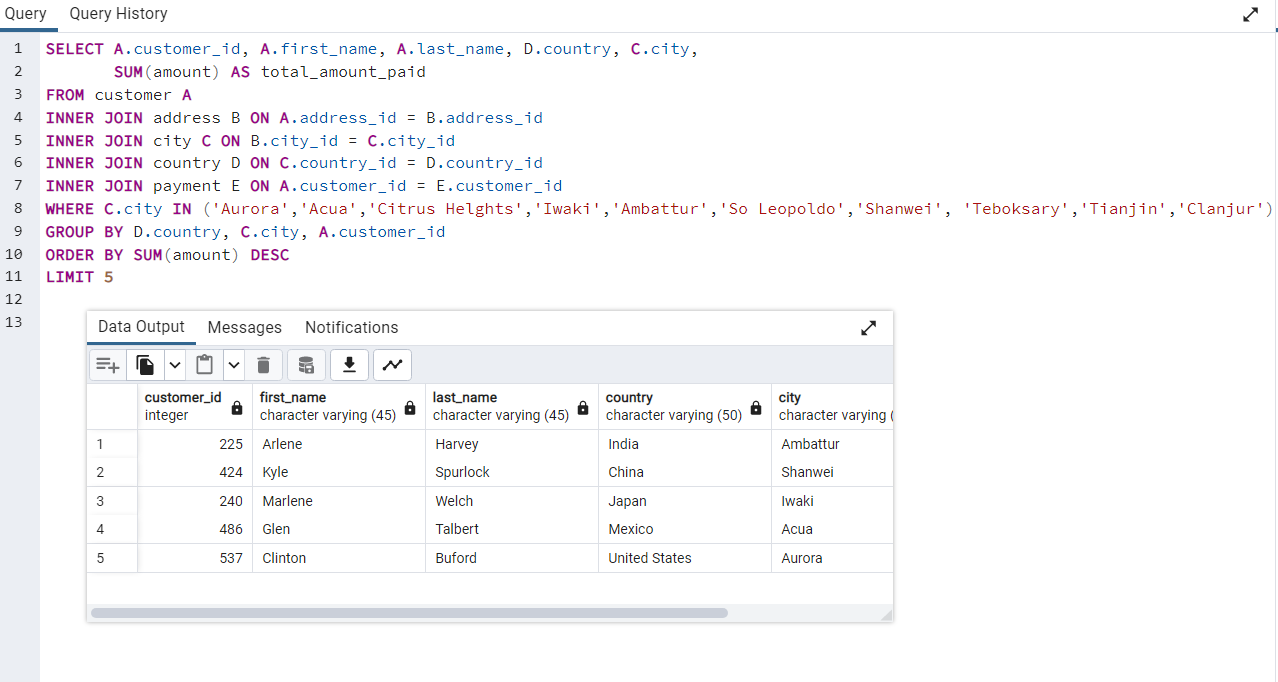 Query Query History
1 SELECT A.customer_id, A.first_name, A.last_name, D.country, C.city,
2 SUM(amount) AS total_amount_paid
3 FROM customer A
4 INNER JOIN address B ON A.address_id = B.address_id
5 INNER JOIN city C ON B.city_id = C.city_id
6 INNER JOIN country D ON C.country_id = D.country_id
7 INNER JOIN payment E ON A.customer_id = E.customer_id
8 WHERE C.city IN ('Aurora','Acua','Citrus Helghts','Iwaki','Ambattur','So Leopoldo','Shanwei', 'Teboksary','Tianjin','Clanjur')
9 GROUP BY D.country, C.city, A.customer_id
10 ORDER BY SUM(amount) DESC
11 LIMIT 5
12
13
Data Output Messages Notifications
customer_id first_name last_name country city
integer character varying (45) character varying (45) character varying (50) character varying (
1 225 Arlene Harvey India Ambattur
2 424 Kyle Spurlock China Shanwei
3 240 Marlene Welch Japan Iwaki
4 486 Glen Talbert Mexico Acua
5 537 Clinton Buford United States Aurora